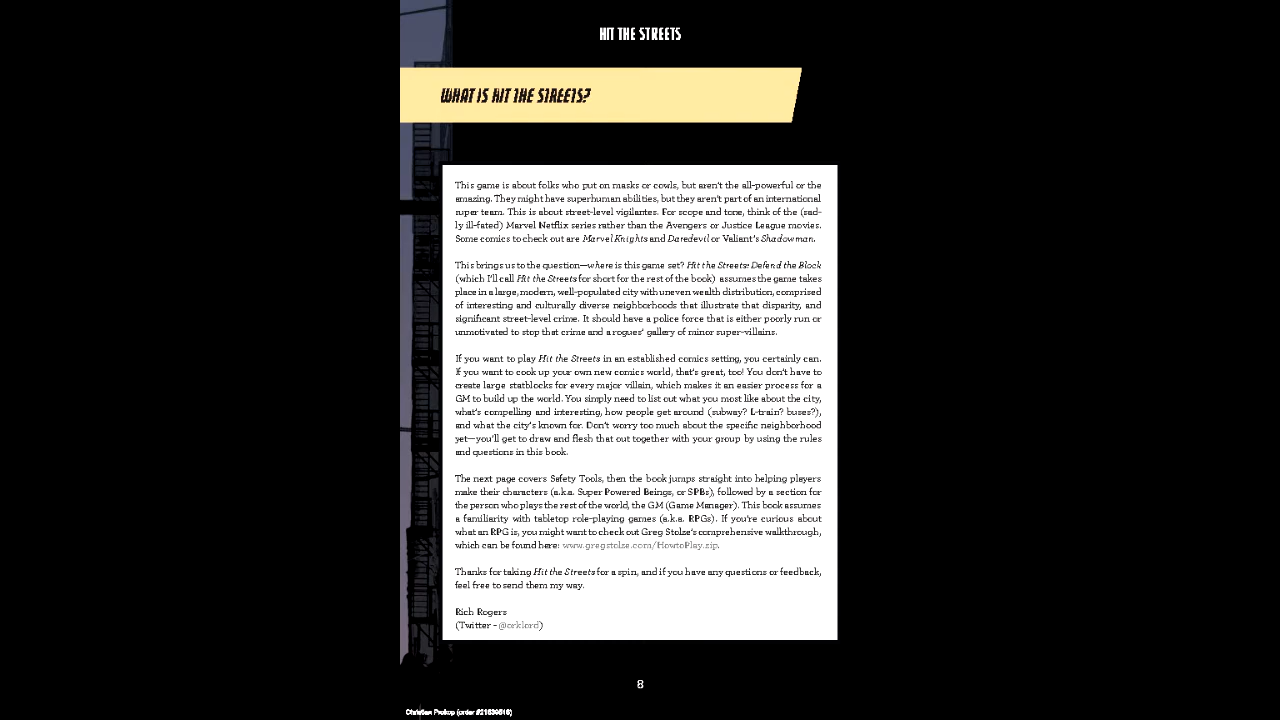 HIT THE STREETS
WHAT IS HIT THE STREETS?
This game is about folks who put on masks or cowls, but aren't the all-powerful or the
amazing. They might have superhuman abilities, but they aren't part of an international
super team. This is about street-level vigilantes. For scope and tone, think of the (sad-
ly ill-fated) Marvel Netflix series rather than the Avengers or Justice League movies.
Some comics to check out are Marvel Knights and Daredevil or Valiant's Shadowman.
This brings us to the question—where is this game set? Hit the Streets: Defend the Block
(which I'll call Hit the Streets for short for the rest of the book) assumes the game takes
place in a large, modern, well-populated city with uneven wealth distribution, comprised
of interesting and culturally diverse neighborhoods that illustrate that disparity, and
significant street-level crime. It should have a police force that is either poorly run or
unmotivated to stop that crime and a rogues' gallery of minor super-villains.
If you want to play Hit the Streets in an established comics setting, you certainly can.
If you want to cook up your own new comics world, that's great, too! You don't have to
create large statblocks for every major villain, which makes it an easier process for a
GM to build up the world. You simply need to list out what you most like about the city,
what's compelling and interesting, how people get around (subway? L-train? buses?),
and what the city's known for. Don't worry too much about the specific neighborhood
yet—you'll get to draw and flesh that out together with your group by using the rules
and questions in this book.
The next page covers Safety Tools, then the book jumps straight into helping players
make their characters (a.k.a. Super Powered Beings, or SPBs), followed by a section for
the person who plays the rest of the world, the GM (Game Manager). This book assumes
a familiarity with tabletop role-playing games (a.k.a. RPGs). If you're curious about
what an RPG is, you might want to check out Greg Stolze's comprehensive walkthrough,
which can be found here: www.gregstolze.com/HowtoPlay.zip.
Thanks for taking Hit the Streets for a spin, and if you have any questions or feedback,
feel free to send them my way.
Rich Rogers
(Twitter - @orklord)
8
Christian Prokop (order #21839516)